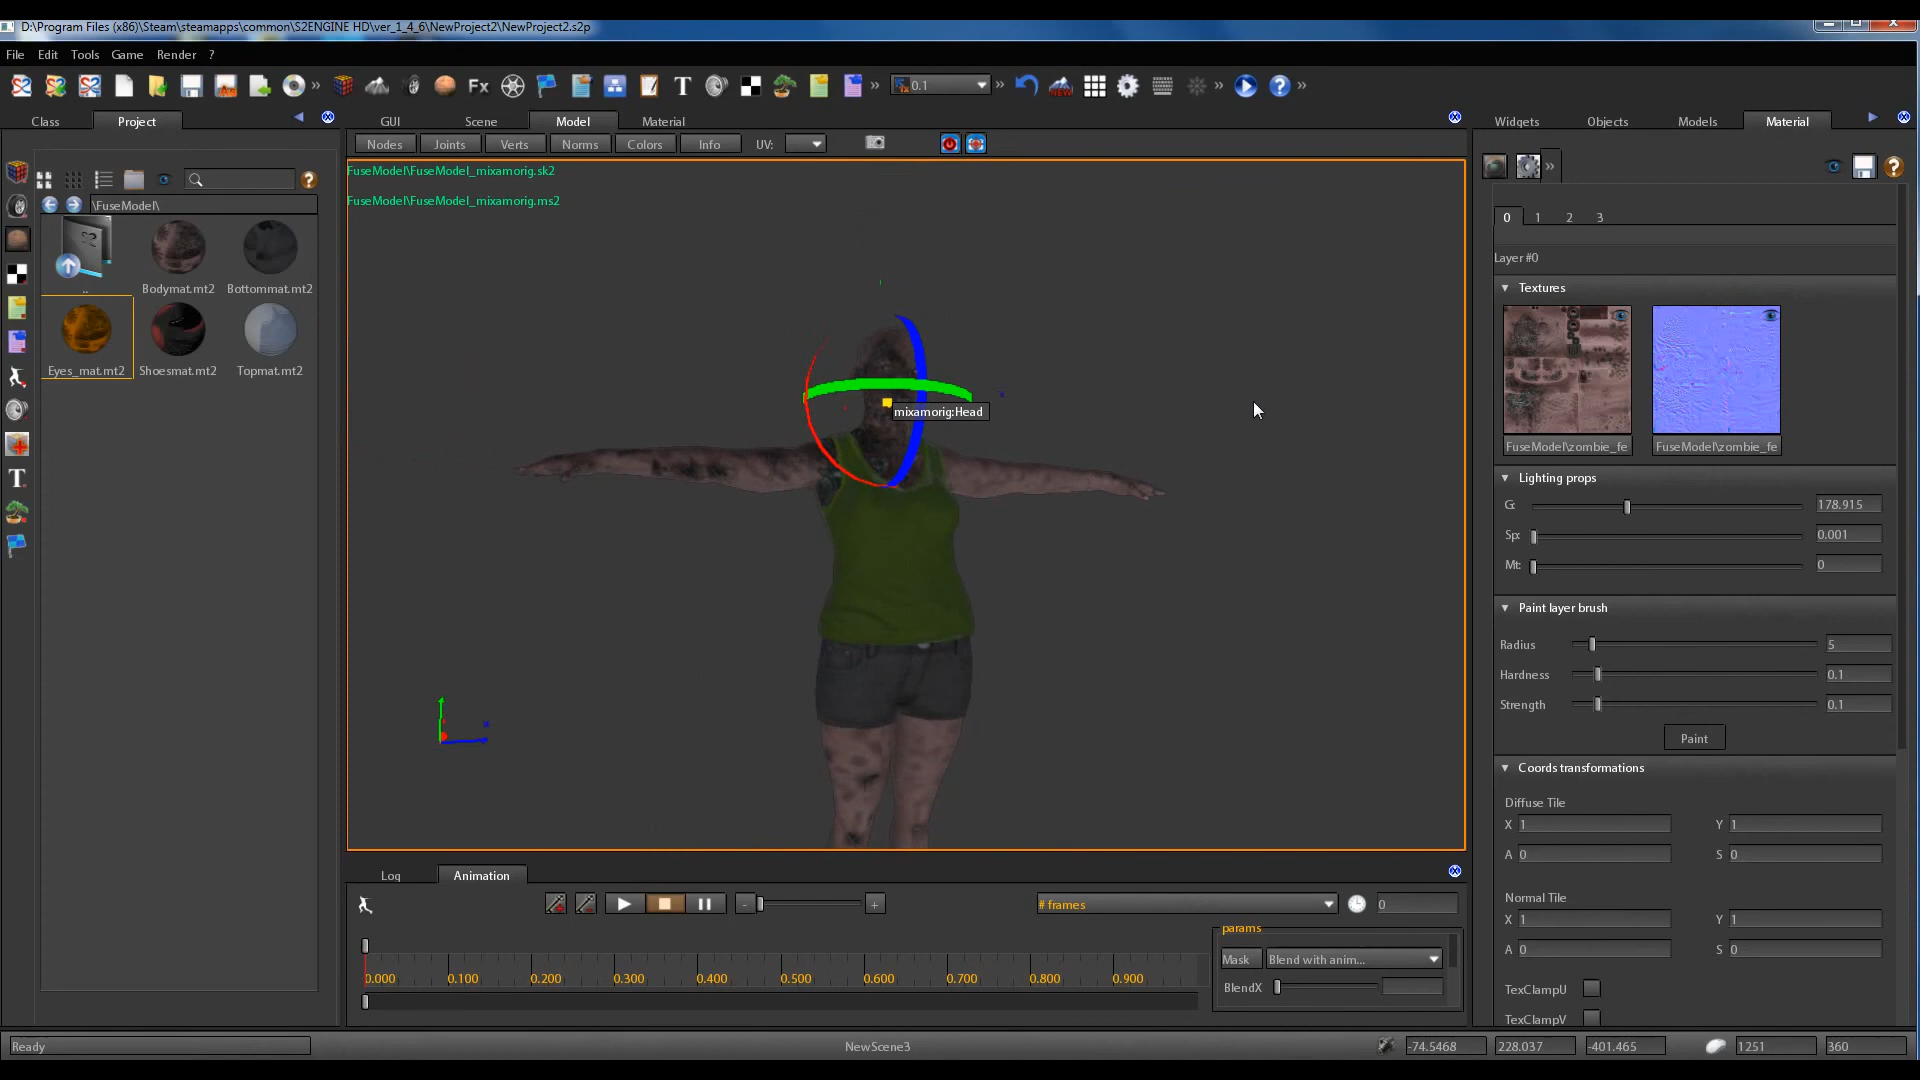 D:\Program Files (x86)\Steam\steamapps\common\S2ENGINE HD\ver_1_4_6\NewProject2\NewProject2.s2p
File Edit Tools Game Render ?
Fx T 0.1
Class Project
GUI Scene Model Material
Widgets Objects Models Material
Nodes Joints Verts Norms Colors Info UV:
\FuseModel\
FuseModel\FuseModel_mixamorig.sk2
FuseModel\FuseModel_mixamorig.ms2
..
Bodymat.mt2 Bottommat.mt2
Eyes_mat.mt2 Shoesmat.mt2 Topmat.mt2
T
mixamorig:Head
0 1 2 3
Layer #0
Textures
FuseModel\zombie_fe FuseModel\zombie_fe
Lighting props
G: 178.915
Sp: 0.001
Mt: 0
Paint layer brush
Radius 5
Hardness 0.1
Strength 0.1
Paint
Coords transformations
Diffuse Tile
X 1 Y 1
A 0 S 0
Normal Tile
X 1 Y 1
A 0 S 0
TexClampU
TexClampV
Log Animation
- + # frames 0
params
Mask Blend with anim...
BlendX
0.000 0.100 0.200 0.300 0.400 0.500 0.600 0.700 0.800 0.900
Ready NewScene3 -74.5468 228.037 -401.465 1251 360